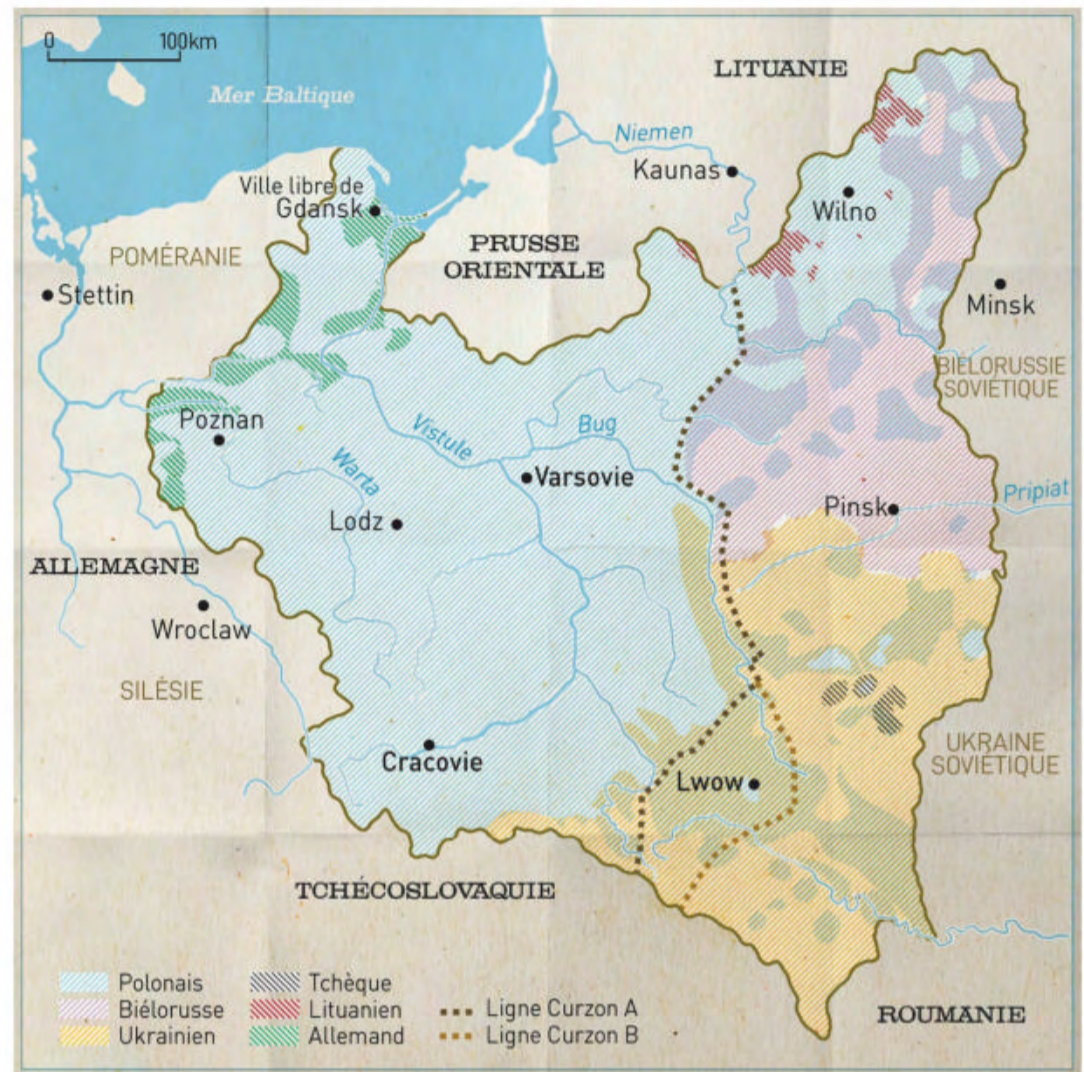 0 100km
LITUANIE
Mer Baltique
Niemen
Kaunas
Ville libre de
Gdansk
Wilno
PRUSSE
ORIENTALE
POMÉRANIE
Stettin
Minsk
BIÉLORUSSIE
SOVIÉTIQUE
Poznan
Vistule
Bug
Warta
Varsovie
Pripiat
Pinsk
Lodz
ALLEMAGNE
Wroclaw
SILÉSIE
UKRAINE
SOVIÉTIQUE
Cracovie
Lwow
TCHÉCOSLOVAQUIE
ROUMANIE
Polonais
Biélorusse
Ukrainien
Tchèque
Lituanien
Allemand
Ligne Curzon A
Ligne Curzon B